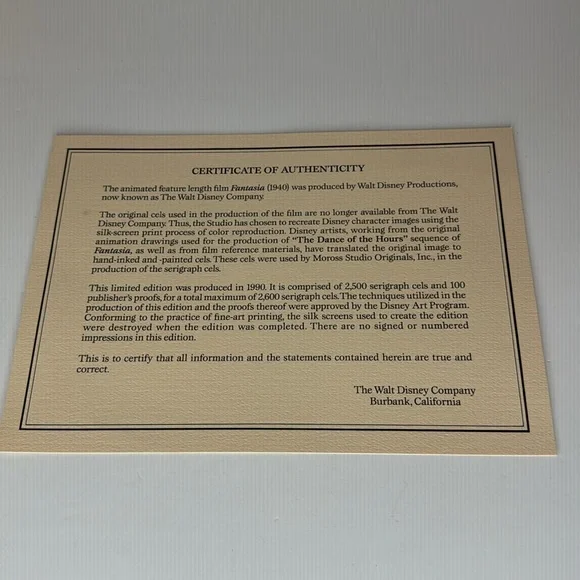 CERTIFICATE OF AUTHENTICITY
The animated feature length film Fantasia (1940) was produced by Walt Disney Productions,
now known as The Walt Disney Company.
The original cels used in the production of the film are no longer available from The Walt
Disney Company. Thus, the Studio has chosen to recreate Disney character images using the
silk-screen print process of color reproduction. Disney artists, working from the original
animation drawings used for the production of "The Dance of the Hours" sequence of
Fantasia, as well as from film reference materials, have translated the original image to
hand-inked and -painted cels. These cels were used by Moross Studio Originals, Inc., in the
production of the serigraph cels.
This limited edition was produced in 1990. It is comprised of 2,500 serigraph cels and 100
publisher's proofs, for a total maximum of 2,600 serigraph cels. The techniques utilized in the
production of this edition and the proofs thereof were approved by the Disney Art Program.
Conforming to the practice of fine-art printing, the silk screens used to create the edition
were destroyed when the edition was completed. There are no signed or numbered
impressions in this edition.
This is to certify that all information and the statements contained herein are true and
correct.
The Walt Disney Company
Burbank, California